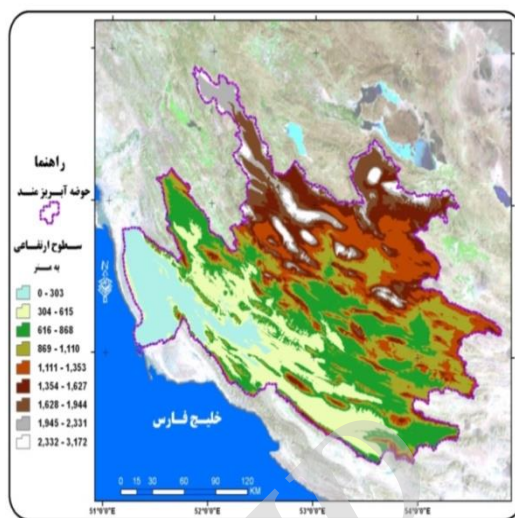 راهنما
حوضه آبریز مند
سطوح ارتفاعی
به متر
N
0 - 303
304 - 615
616 - 868
869 - 1,110
1,111 - 1,353
1,354 - 1,627
1,628 - 1,944
1,945 - 2,331
2,332 - 3,172
خلیج فارس
0 15 30 60 90 120
KM
51°0'0"E 52°0'0"E 53°0'0"E 54°0'0"E